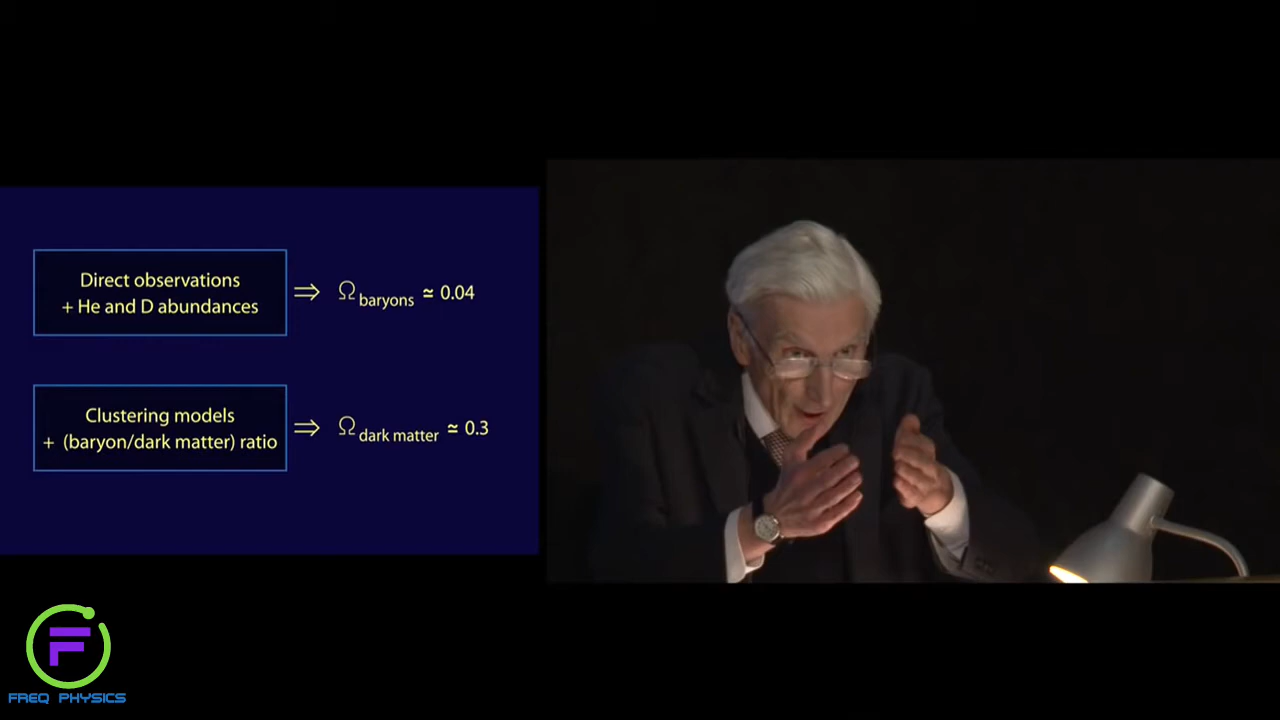 Direct observations
+ He and D abundances
⇒ Ω baryons ≃ 0.04
Clustering models
+ (baryon/dark matter) ratio
⇒ Ω dark matter ≃ 0.3
F
FREQ PHYSICS